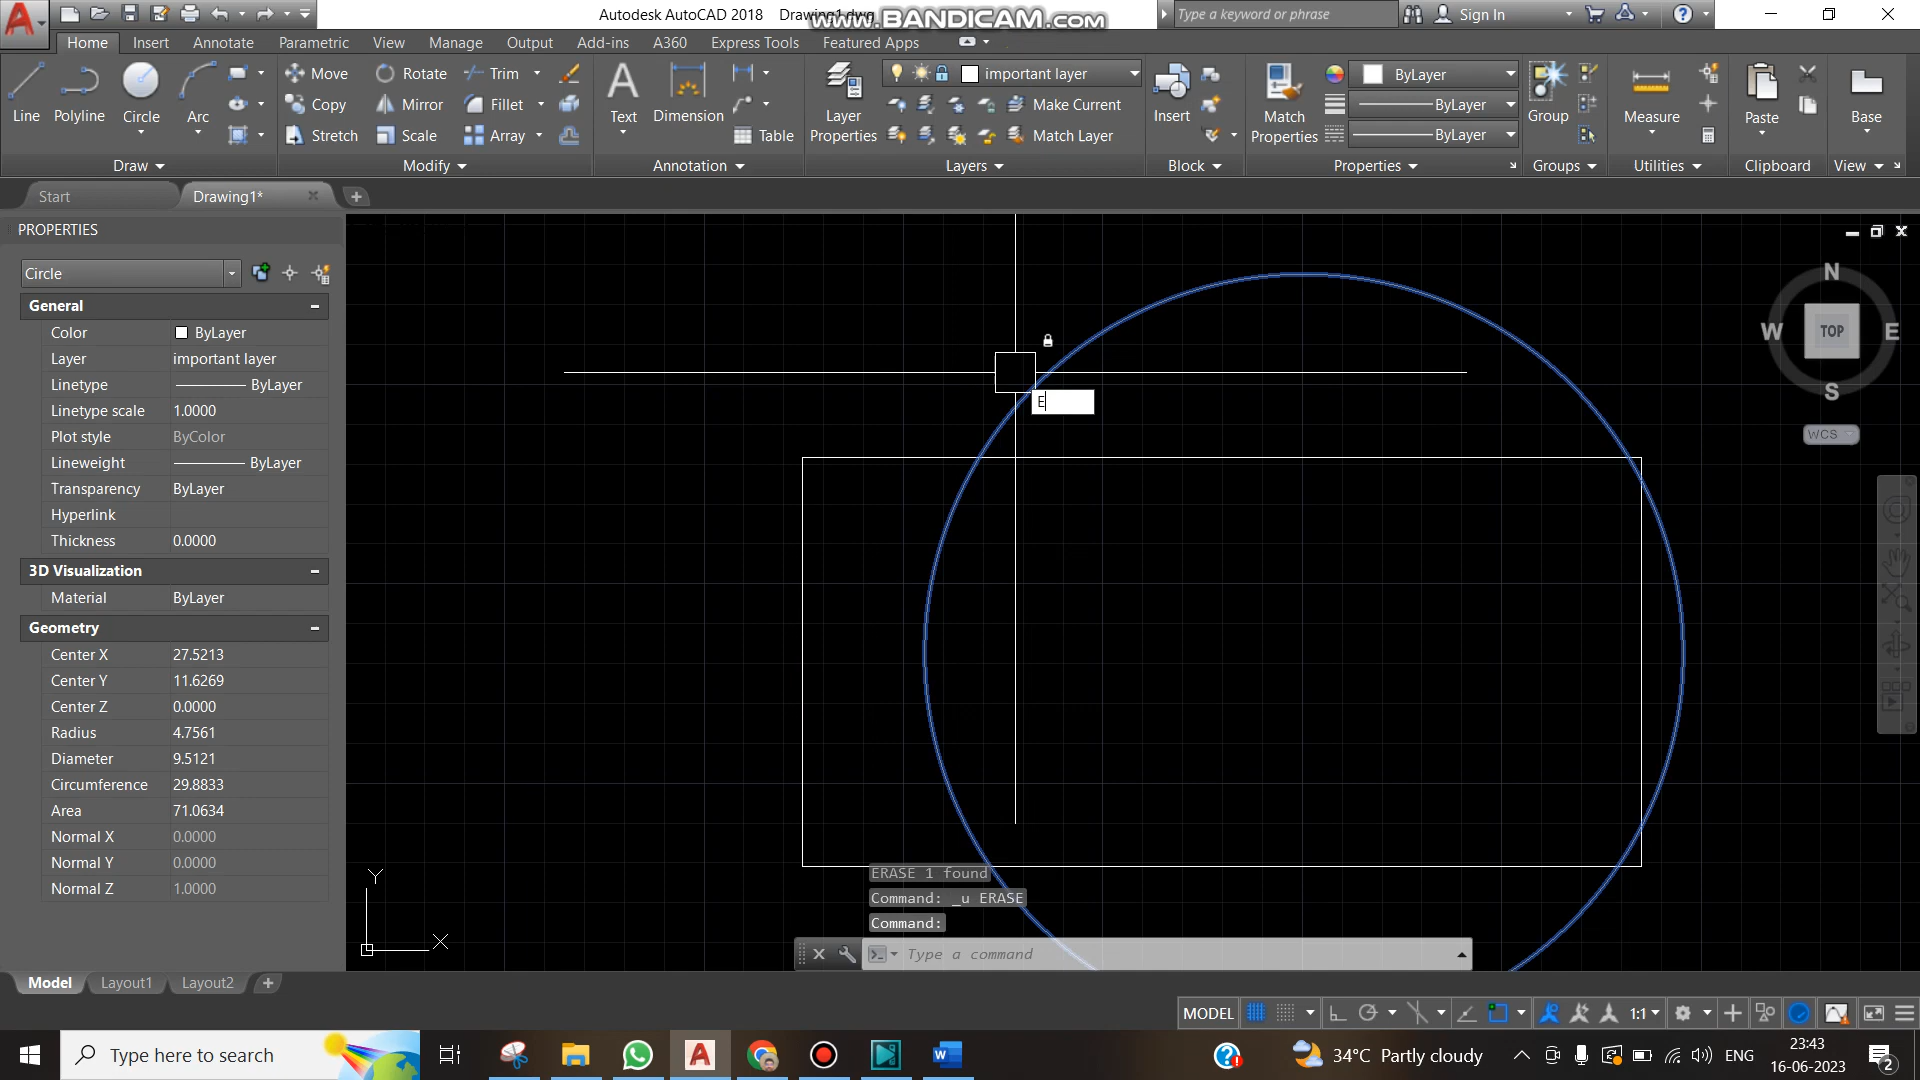 Autodesk AutoCAD 2018 Drawing1.dwg
www.BANDICAM.com
Type a keyword or phrase
Sign In
Home Insert Annotate Parametric View Manage Output Add-ins A360 Express Tools Featured Apps
Line Polyline Circle Arc
Move Rotate Trim
Copy Mirror Fillet
Stretch Scale Array
Text Dimension
Table
Layer Properties
important layer
Make Current
Match Layer
Insert
Match Properties
ByLayer
ByLayer
ByLayer
Group
Measure
Paste
Base
Draw Modify Annotation Layers Block Properties Groups Utilities Clipboard View
Start Drawing1*
PROPERTIES
Circle
General
Color ByLayer
Layer important layer
Linetype ByLayer
Linetype scale 1.0000
Plot style ByColor
Lineweight ByLayer
Transparency ByLayer
Hyperlink
Thickness 0.0000
3D Visualization
Material ByLayer
Geometry
Center X 27.5213
Center Y 11.6269
Center Z 0.0000
Radius 4.7561
Diameter 9.5121
Circumference 29.8833
Area 71.0634
Normal X 0.0000
Normal Y 0.0000
Normal Z 1.0000
E
N
W TOP E
S
WCS
Y
X
ERASE 1 found
Command: _u ERASE
Command:
Type a command
Model Layout1 Layout2
MODEL 1:1
Type here to search
34°C Partly cloudy
ENG
23:43
16-06-2023
2